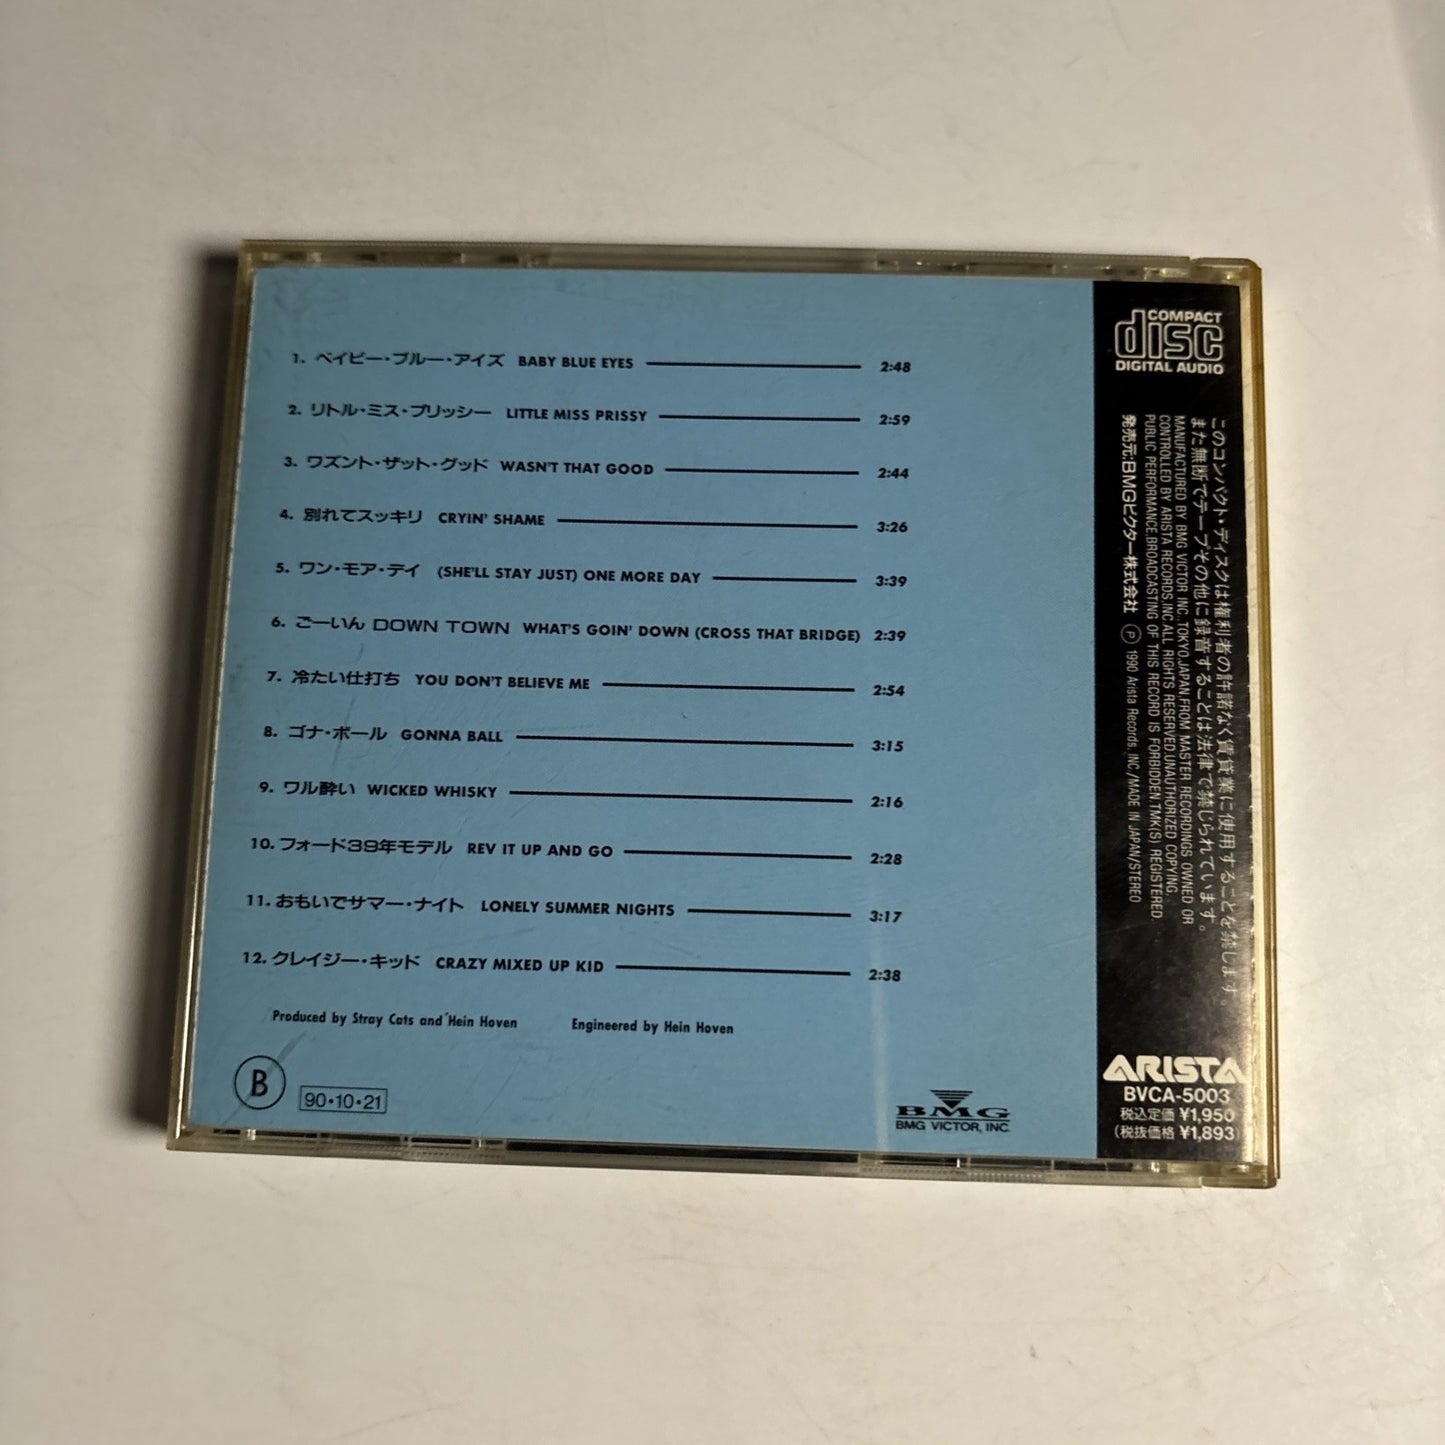 1. ベイビー・ブルー・アイズ BABY BLUE EYES 2:48
2. リトル・ミス・プリッシー LITTLE MISS PRISSY 2:59
3. ワズント・ザット・グッド WASN'T THAT GOOD 2:44
4. 別れてスッキリ CRYIN' SHAME 3:26
5. ワン・モア・デイ (SHE'LL STAY JUST) ONE MORE DAY 3:39
6. ごーいん DOWN TOWN WHAT'S GOIN' DOWN (CROSS THAT BRIDGE) 2:39
7. 冷たい仕打ち YOU DON'T BELIEVE ME 2:54
8. ゴナ・ボール GONNA BALL 3:15
9. ワル酔い WICKED WHISKY 2:16
10. フォード39年モデル REV IT UP AND GO 2:28
11. おもいでサマー・ナイト LONELY SUMMER NIGHTS 3:17
12. クレイジー・キッド CRAZY MIXED UP KID 2:38
Produced by Stray Cats and Hein Hoven Engineered by Hein Hoven
B
90・10・21
BMG
BMG VICTOR, INC.
COMPACT
disc
DIGITAL AUDIO
このコンパクト・ディスクは権利者の許諾なく賃貸業に使用することを禁じます。
また無断でテープその他に録音することは法律で禁じられています。
MANUFACTURED BY BMG VICTOR INC.,TOKYO,JAPAN,FROM MASTER RECORDINGS OWNED OR
CONTROLLED BY ARISTA RECORDS,INC.ALL RIGHTS RESERVED.UNAUTHORIZED COPYING,
PUBLIC PERFORMANCE,BROADCASTING OF THIS RECORD IS FORBIDDEN.TMK(S) REGISTERED.
発売元:BMGビクター株式会社 Ⓟ 1990 Arista Records, INC./MADE IN JAPAN/STEREO
ARISTA
BVCA-5003
税込定価 ¥1,950
(税抜価格 ¥1,893)